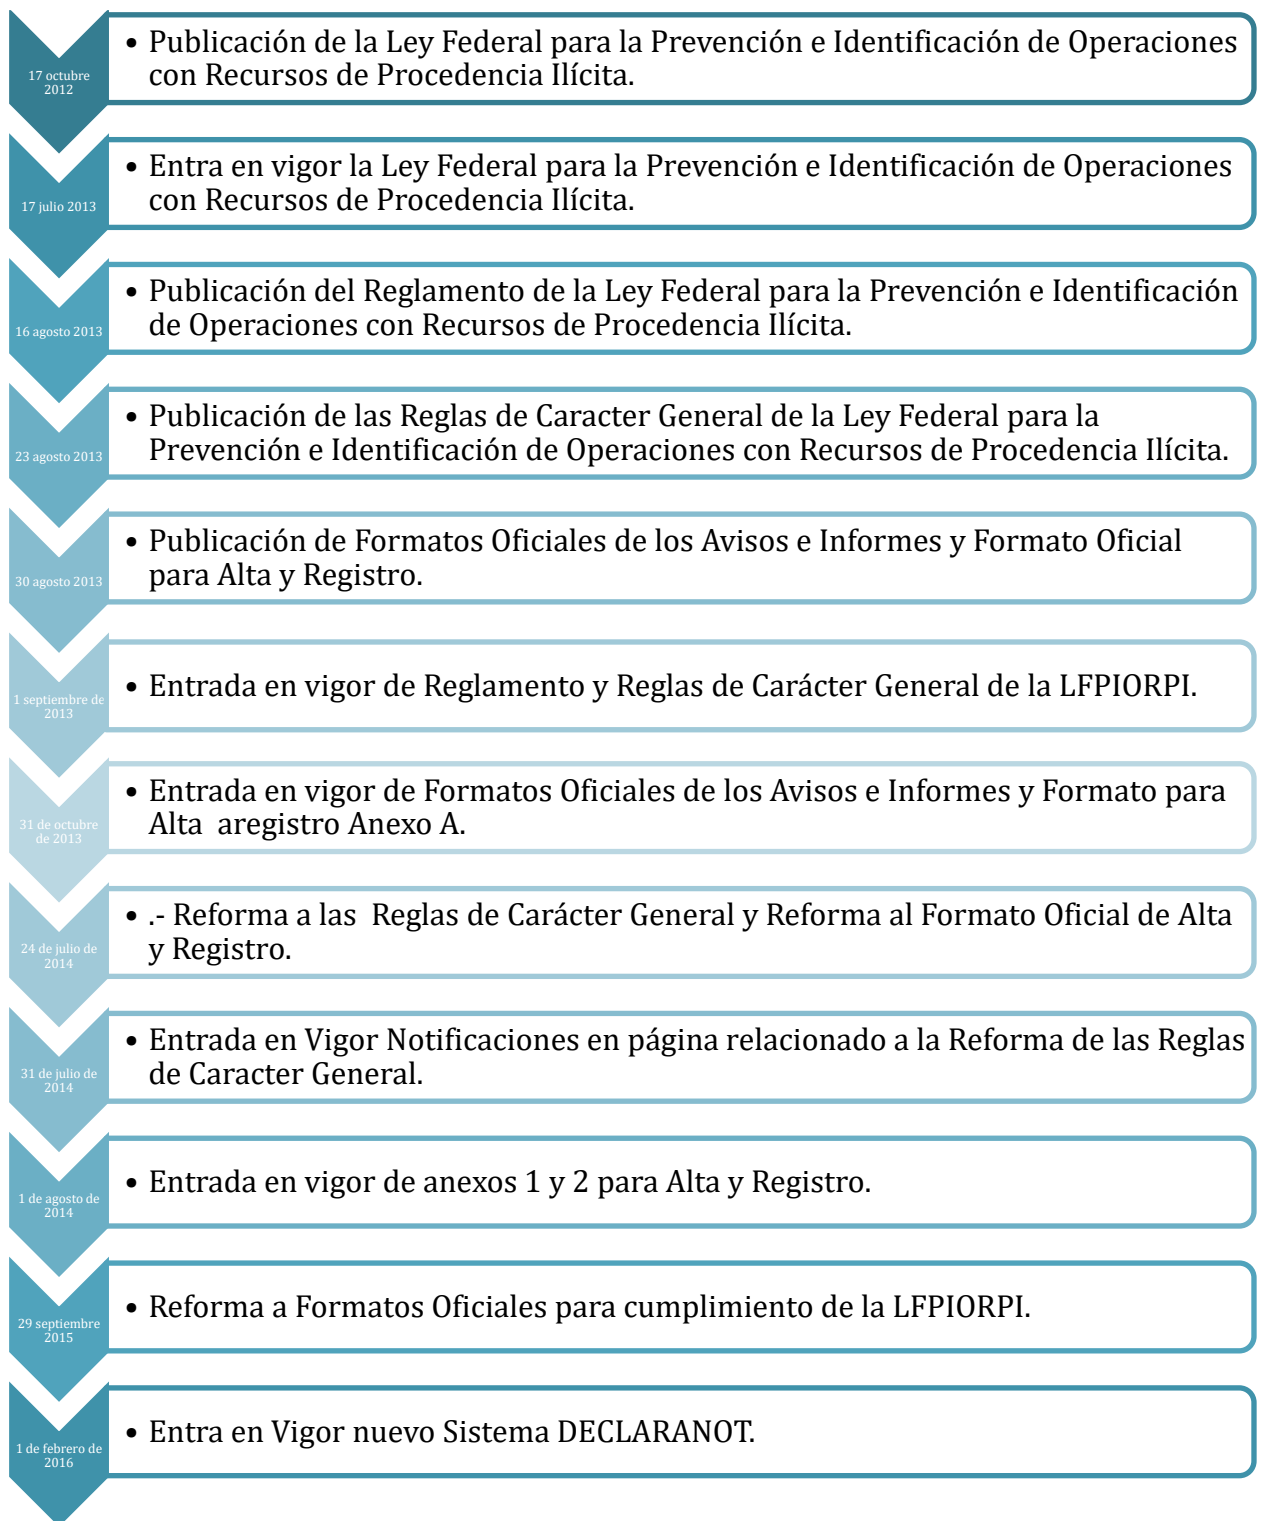 17 octubre
2012
• Publicación de la Ley Federal para la Prevención e Identificación de Operaciones
con Recursos de Procedencia Ilícita.
17 julio 2013
• Entra en vigor la Ley Federal para la Prevención e Identificación de Operaciones
con Recursos de Procedencia Ilícita.
16 agosto 2013
• Publicación del Reglamento de la Ley Federal para la Prevención e Identificación
de Operaciones con Recursos de Procedencia Ilícita.
23 agosto 2013
• Publicación de las Reglas de Caracter General de la Ley Federal para la
Prevención e Identificación de Operaciones con Recursos de Procedencia Ilícita.
30 agosto 2013
• Publicación de Formatos Oficiales de los Avisos e Informes y Formato Oficial
para Alta y Registro.
1 septiembre de
2013
• Entrada en vigor de Reglamento y Reglas de Carácter General de la LFPIORPI.
31 de octubre
de 2013
• Entrada en vigor de Formatos Oficiales de los Avisos e Informes y Formato para
Alta  aregistro Anexo A.
24 de julio de
2014
• .- Reforma a las  Reglas de Carácter General y Reforma al Formato Oficial de Alta
y Registro.
31 de julio de
2014
• Entrada en Vigor Notificaciones en página relacionado a la Reforma de las Reglas
de Caracter General.
1 de agosto de
2014
• Entrada en vigor de anexos 1 y 2 para Alta y Registro.
29 septiembre
2015
• Reforma a Formatos Oficiales para cumplimiento de la LFPIORPI.
1 de febrero de
2016
• Entra en Vigor nuevo Sistema DECLARANOT.